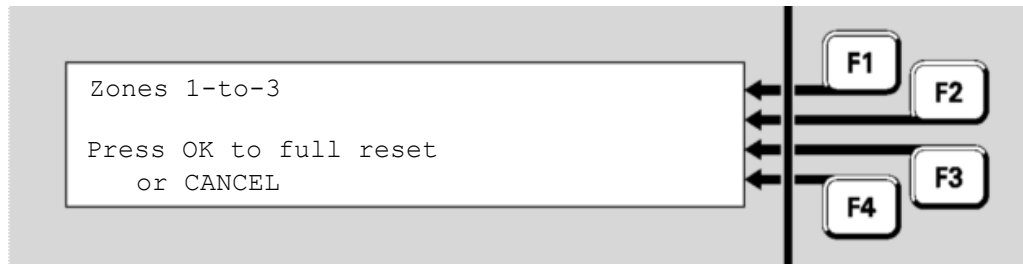 Zones 1-to-3
Press OK to full reset
or CANCEL
F1
F2
F3
F4